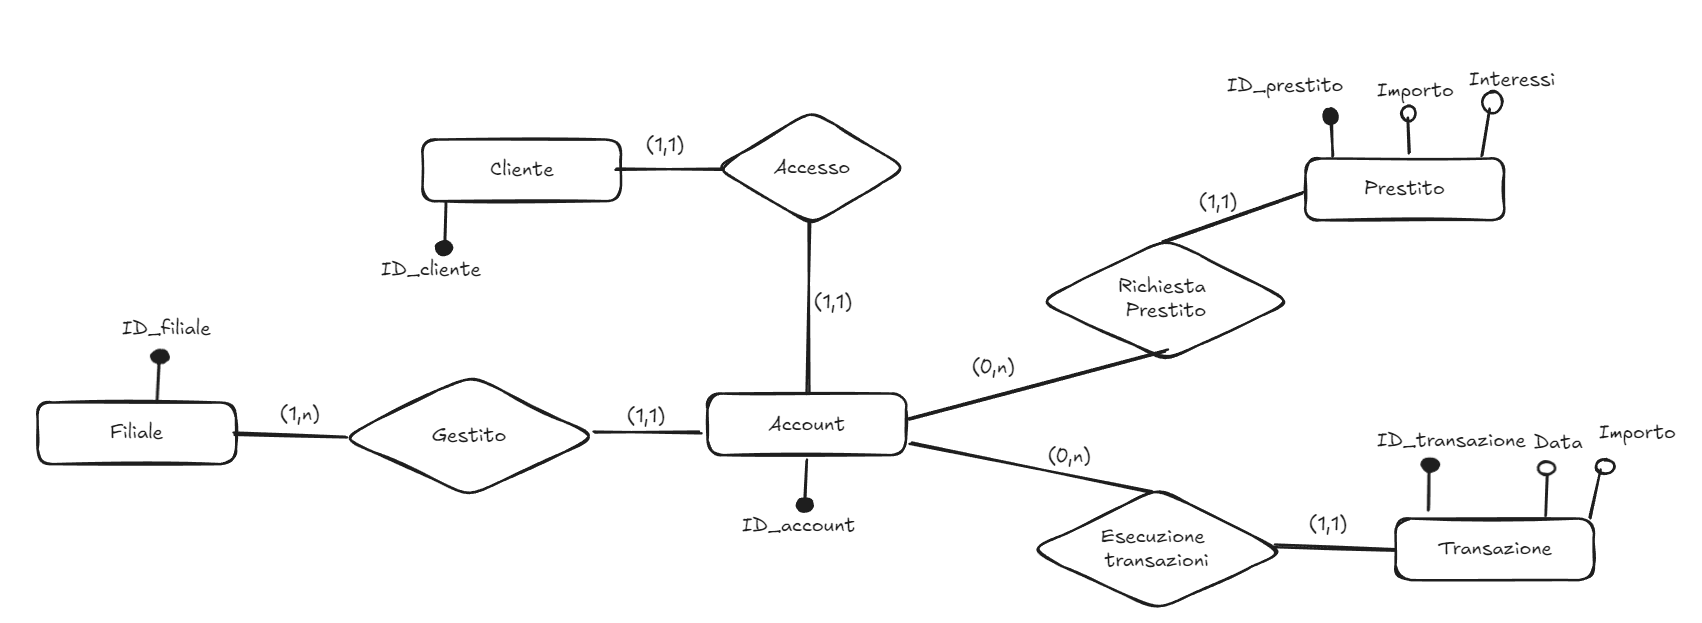 Interessi
ID_prestito
Importo
(1,1)
Cliente
Accesso
Prestito
(1,1)
ID_cliente
Richiesta
Prestito
(1,1)
ID_filiale
(0,n)
(1,n)
(1,1)
Filiale
Gestito
Account
ID_transazione
Data
Importo
(0,n)
ID_account
(1,1)
Esecuzione
transazioni
Transazione